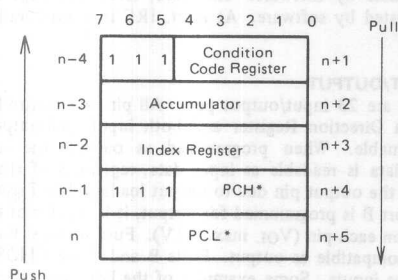 7 6 5 4 3 2 1 0 Pull
n-4 1 1 1 Condition Code Register n+1
n-3 Accumulator n+2
n-2 Index Register n+3
n-1 1 1 1 PCH* n+4
n PCL* n+5
Push